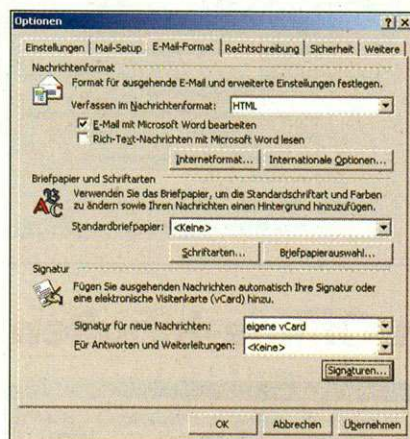 Optionen
Einstellungen Mail-Setup E-Mail-Format Rechtschreibung Sicherheit Weitere
Nachrichtenformat
Format für ausgehende E-Mail und erweiterte Einstellungen festlegen.
Verfassen im Nachrichtenformat: HTML
E-Mail mit Microsoft Word bearbeiten
Rich-Text-Nachrichten mit Microsoft Word lesen
Internetformat... Internationale Optionen...
Briefpapier und Schriftarten
Verwenden Sie das Briefpapier, um die Standardschriftart und Farben
zu ändern sowie Ihren Nachrichten einen Hintergrund hinzuzufügen.
Standardbriefpapier: <Keine>
Schriftarten... Briefpapierauswahl...
Signatur
Fügen Sie ausgehenden Nachrichten automatisch Ihre Signatur oder
eine elektronische Visitenkarte (vCard) hinzu.
Signatur für neue Nachrichten: eigene vCard
Für Antworten und Weiterleitungen: <Keine>
Signaturen...
OK Abbrechen Übernehmen